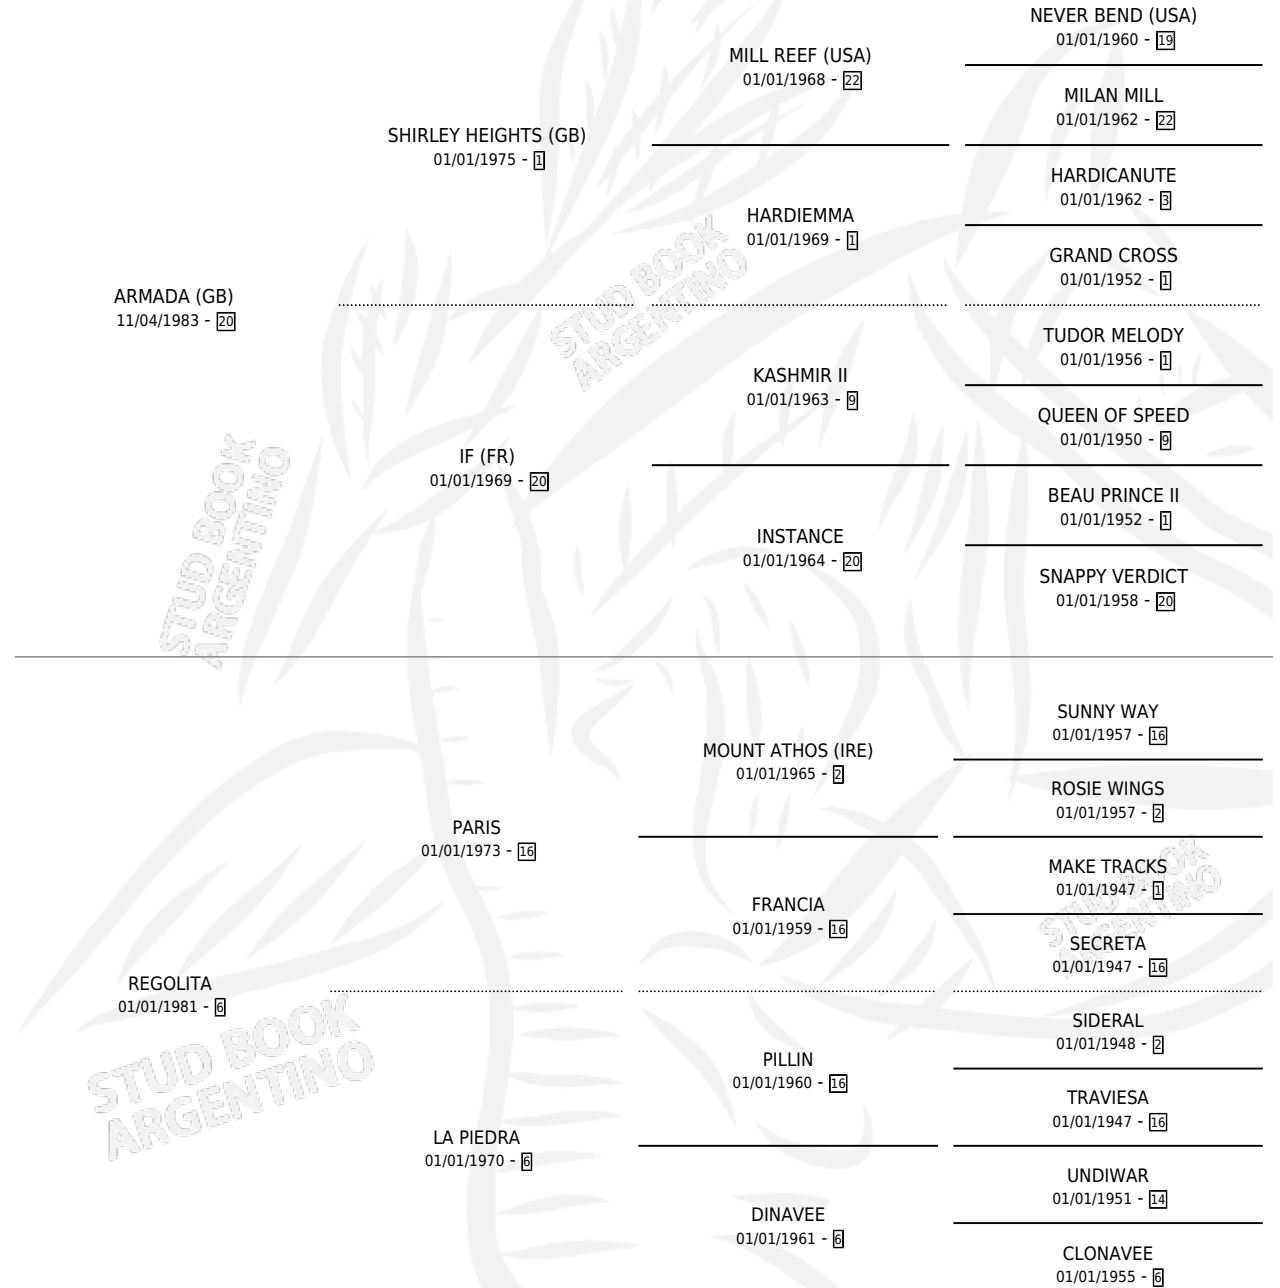 NEVER BEND (USA)
01/01/1960 - 19
MILL REEF (USA)
01/01/1968 - 22
MILAN MILL
01/01/1962 - 22
SHIRLEY HEIGHTS (GB)
01/01/1975 - 1
HARDICANUTE
01/01/1962 - 3
HARDIEMMA
01/01/1969 - 1
GRAND CROSS
01/01/1952 - 1
ARMADA (GB)
11/04/1983 - 20
STUD BOOK
ARGENTINO
TUDOR MELODY
01/01/1956 - 1
KASHMIR II
01/01/1963 - 9
QUEEN OF SPEED
01/01/1950 - 9
IF (FR)
01/01/1969 - 20
BEAU PRINCE II
01/01/1952 - 1
INSTANCE
01/01/1964 - 20
SNAPPY VERDICT
01/01/1958 - 20
STUD BOOK
ARGENTINO
SUNNY WAY
01/01/1957 - 16
MOUNT ATHOS (IRE)
01/01/1965 - 2
ROSIE WINGS
01/01/1957 - 2
PARIS
01/01/1973 - 16
MAKE TRACKS
01/01/1947 - 1
STUD BOOK
ARGENTINO
FRANCIA
01/01/1959 - 16
SECRETA
01/01/1947 - 16
REGOLITA
01/01/1981 - 6
SIDERAL
01/01/1948 - 2
STUD BOOK
ARGENTINO
PILLIN
01/01/1960 - 16
TRAVIESA
01/01/1947 - 16
LA PIEDRA
01/01/1970 - 6
UNDIWAR
01/01/1951 - 14
DINAVEE
01/01/1961 - 6
CLONAVEE
01/01/1955 - 6